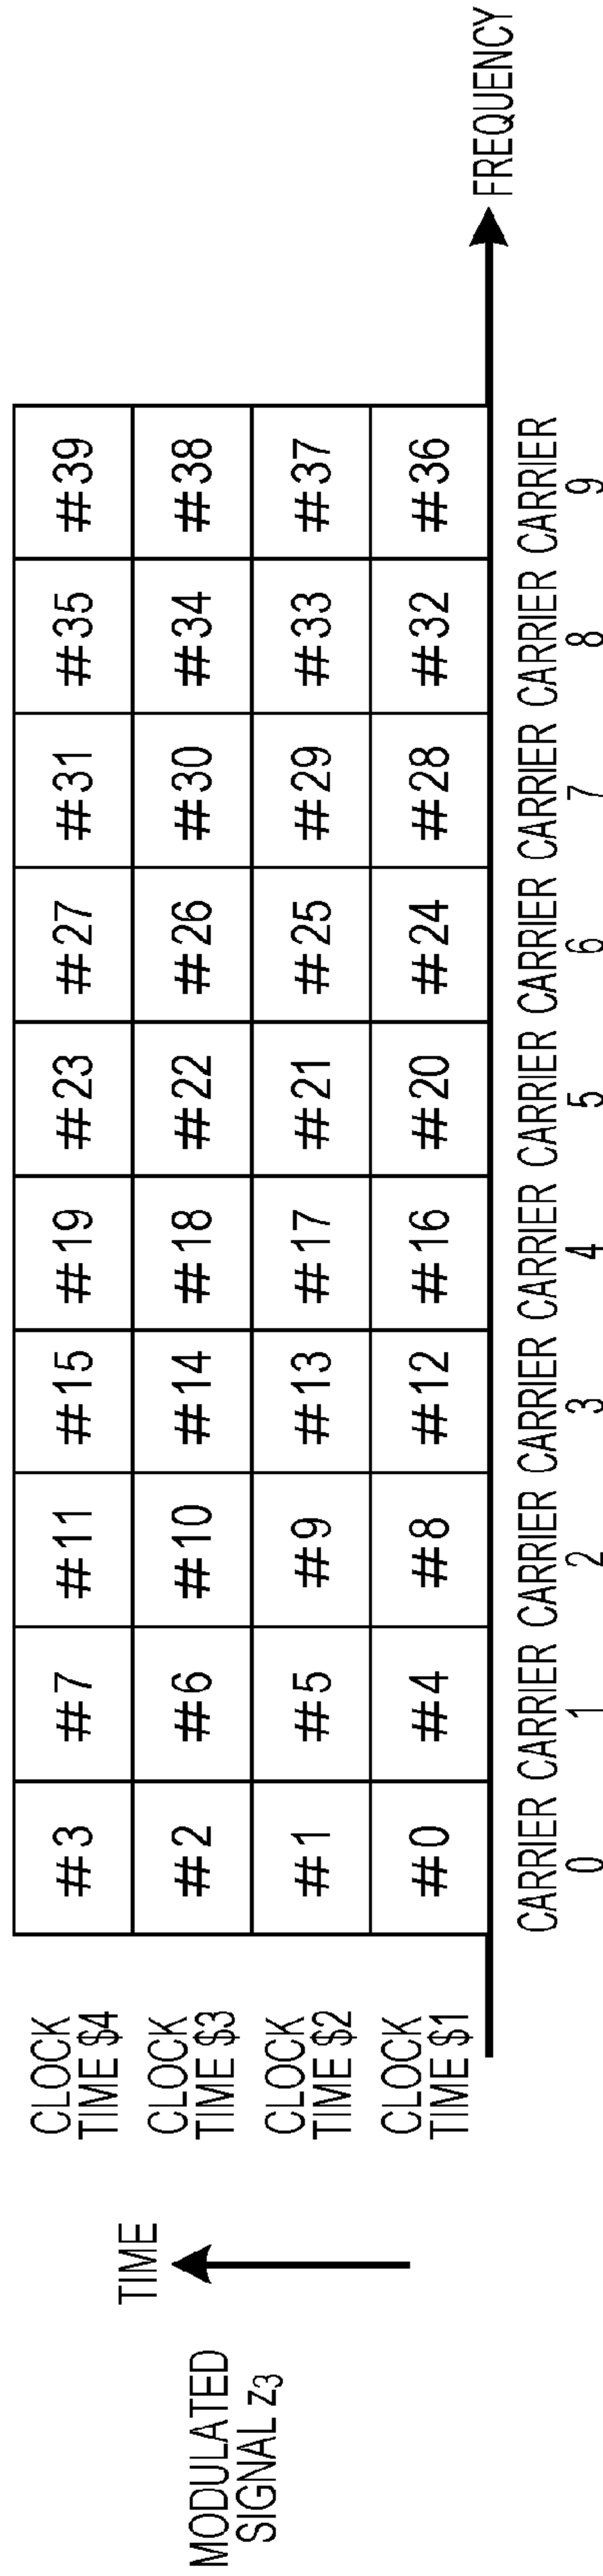 MODULATED
SIGNAL z3
TIME
CLOCK
TIME $4
#3 #7 #11 #15 #19 #23 #27 #31 #35 #39
CLOCK
TIME $3
#2 #6 #10 #14 #18 #22 #26 #30 #34 #38
CLOCK
TIME $2
#1 #5 #9 #13 #17 #21 #25 #29 #33 #37
CLOCK
TIME $1
#0 #4 #8 #12 #16 #20 #24 #28 #32 #36
FREQUENCY
CARRIER CARRIER CARRIER CARRIER CARRIER CARRIER CARRIER CARRIER CARRIER CARRIER
0 1 2 3 4 5 6 7 8 9